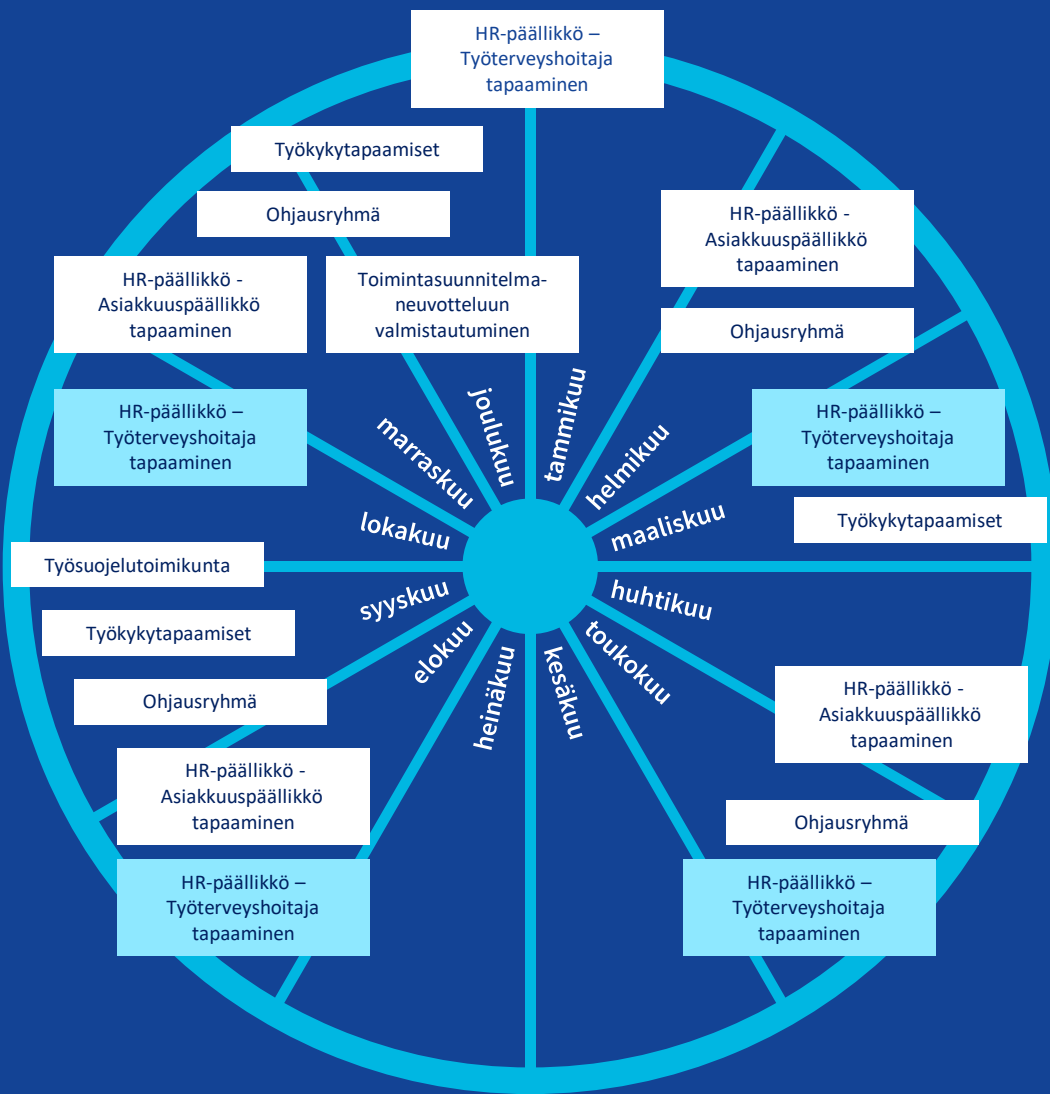 HR-päällikkö –
Työterveyshoitaja
tapaaminen
Työkykytapaamiset
Ohjausryhmä
HR-päällikkö -
Asiakkuuspäällikkö
tapaaminen
Toimintasuunnitelma-
neuvotteluun
valmistautuminen
HR-päällikkö -
Asiakkuuspäällikkö
tapaaminen
Ohjausryhmä
HR-päällikkö –
Työterveyshoitaja
tapaaminen
HR-päällikkö –
Työterveyshoitaja
tapaaminen
Työkykytapaamiset
tammikuu
helmikuu
maaliskuu
huhtikuu
toukokuu
kesäkuu
heinäkuu
elokuu
syyskuu
lokakuu
marraskuu
joulukuu
Työsuojelutoimikunta
Työkykytapaamiset
Ohjausryhmä
HR-päällikkö -
Asiakkuuspäällikkö
tapaaminen
HR-päällikkö –
Työterveyshoitaja
tapaaminen
HR-päällikkö -
Asiakkuuspäällikkö
tapaaminen
Ohjausryhmä
HR-päällikkö –
Työterveyshoitaja
tapaaminen